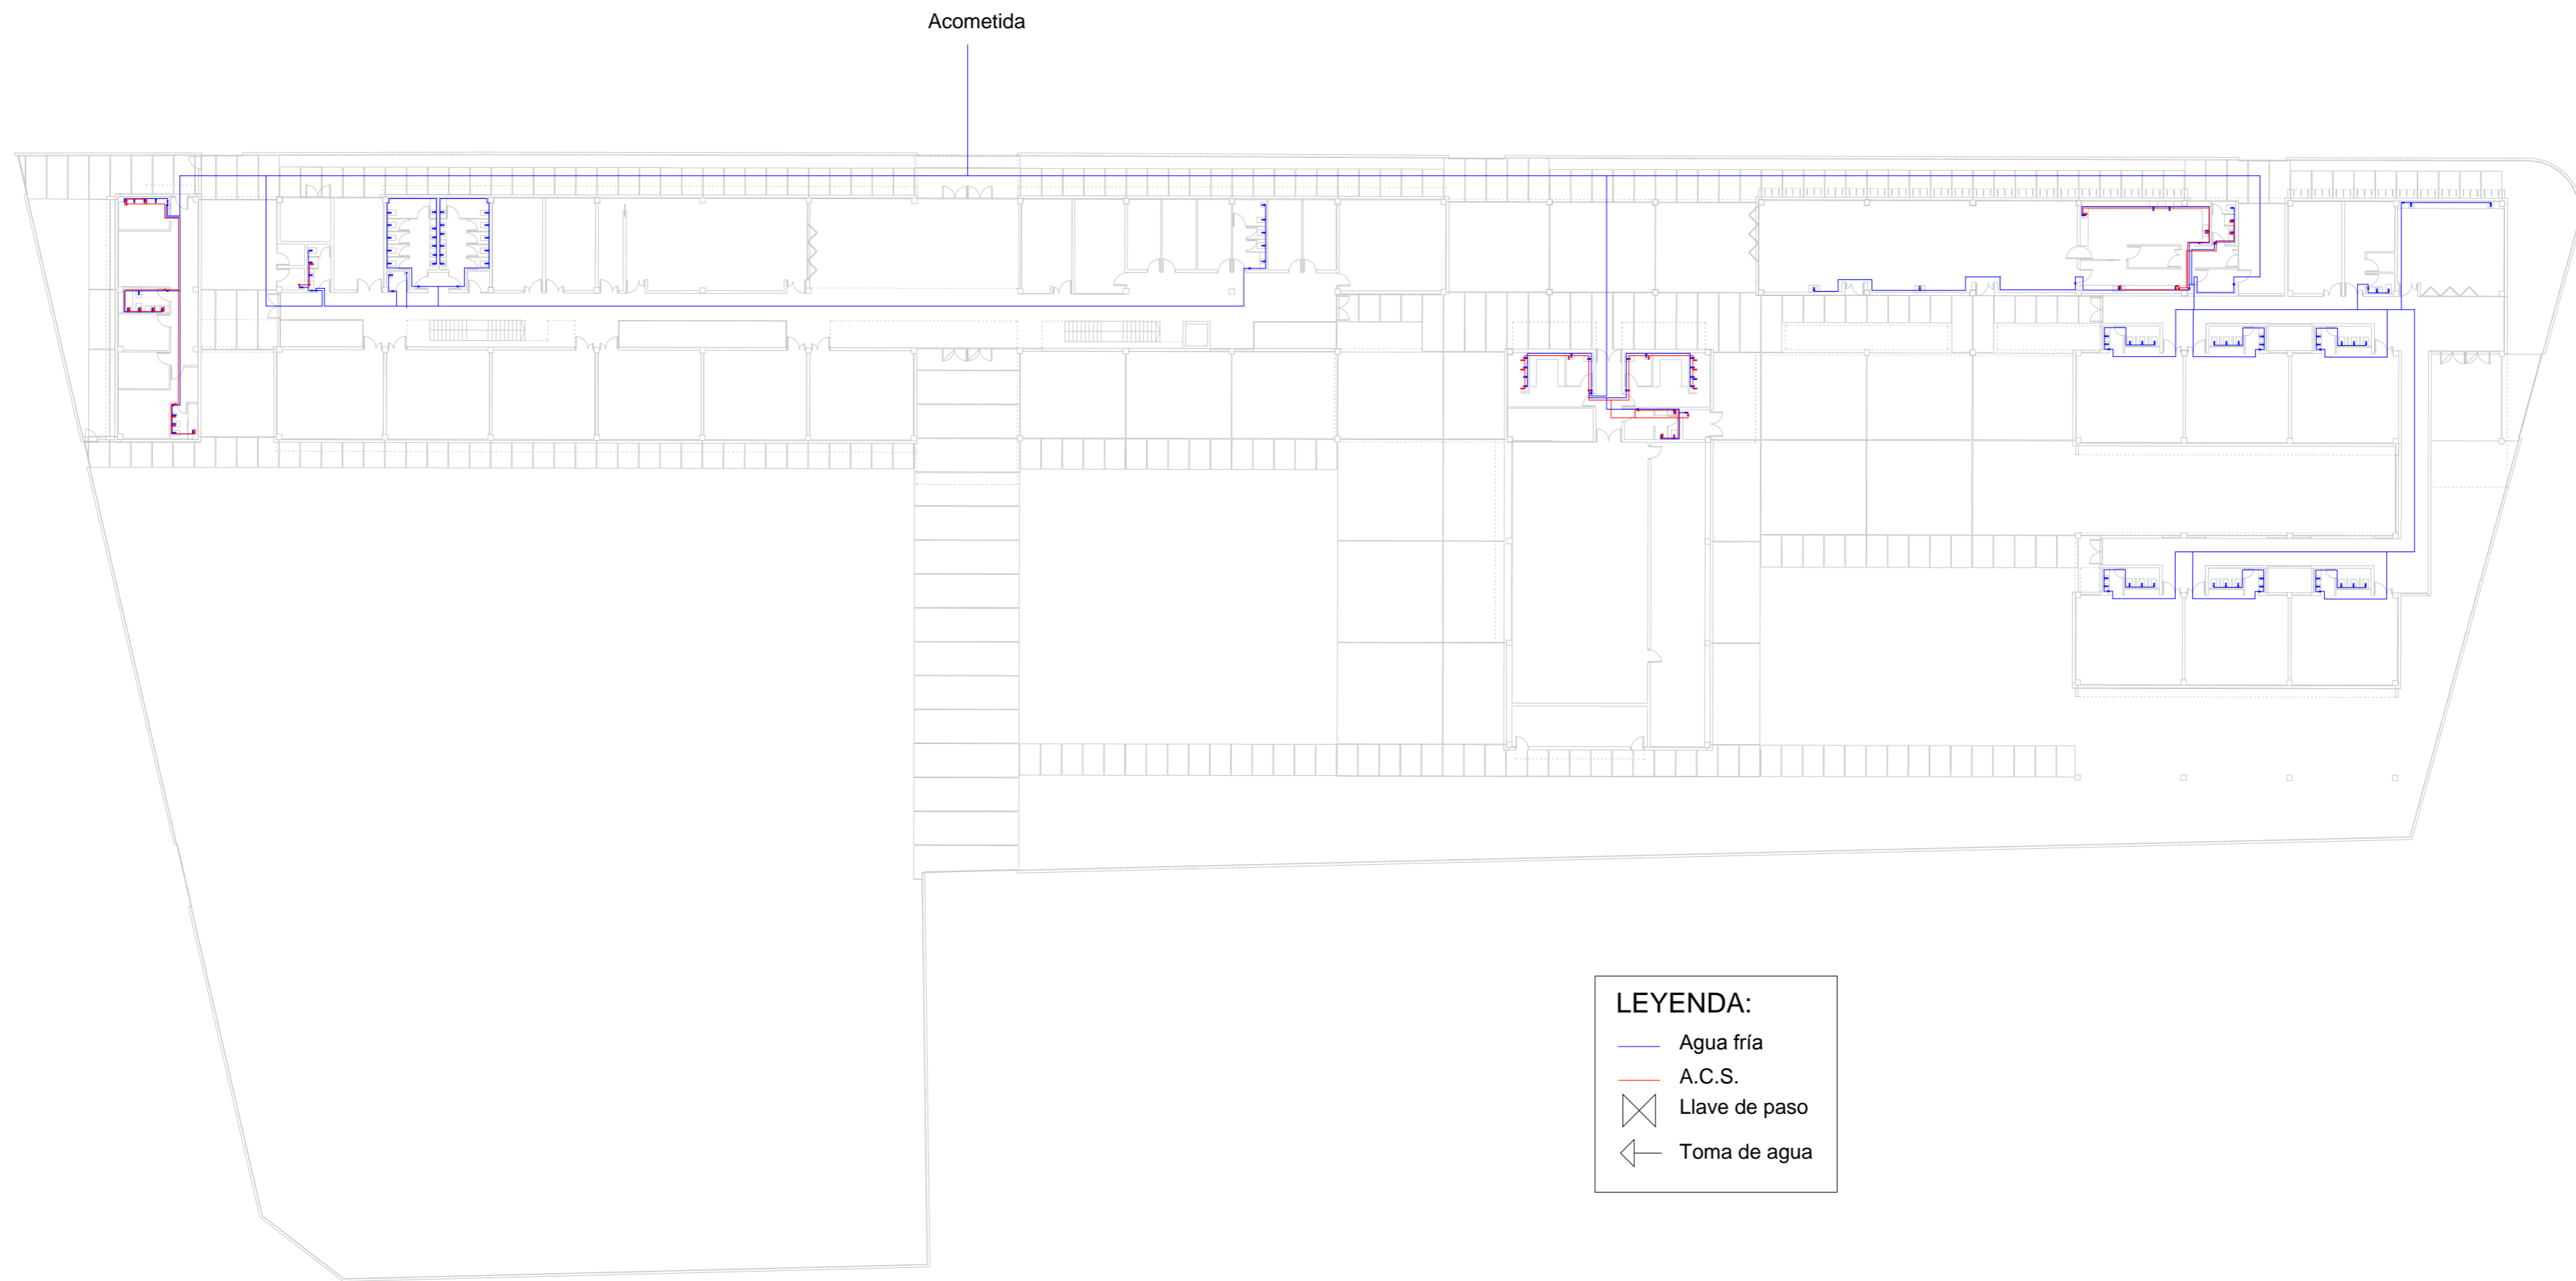 Acometida
LEYENDA:
Agua fría
A.C.S.
Llave de paso
Toma de agua